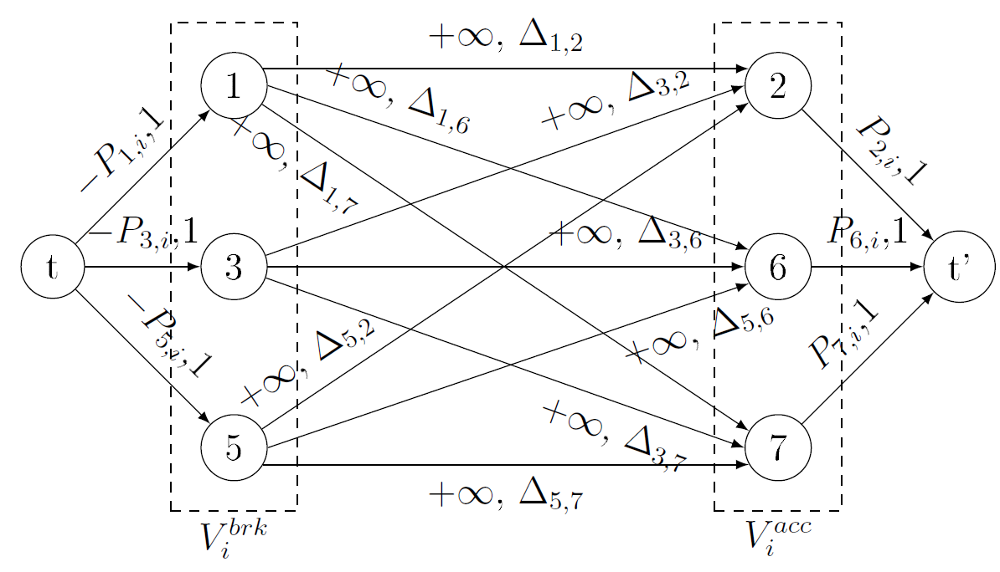 +∞, Δ1,2
1
2
+∞, Δ1,6
+∞, Δ3,2
+∞, Δ1,7
−P1,i,1
P2,i,1
−P3,i,1
+∞, Δ3,6
P6,i,1
t
3
6
t'
−P5,i,1
+∞, Δ5,2
+∞, Δ5,6
P7,i,1
+∞, Δ3,7
5
7
+∞, Δ5,7
V_i^brk
V_i^acc